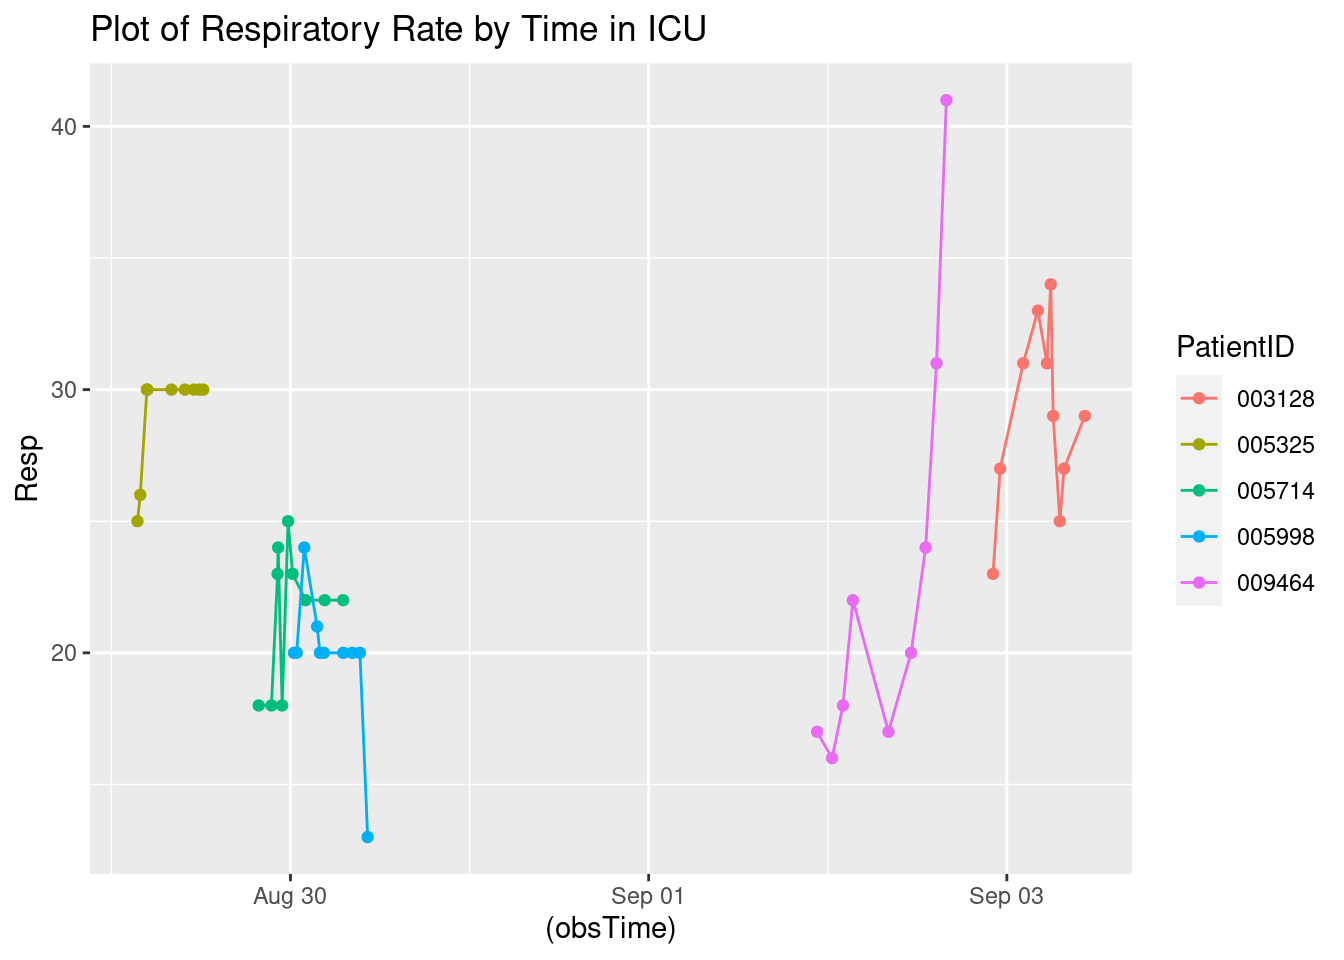 Plot of Respiratory Rate by Time in ICU
Resp
40
30
20
Aug 30
Sep 01
Sep 03
(obsTime)
PatientID
003128
005325
005714
005998
009464